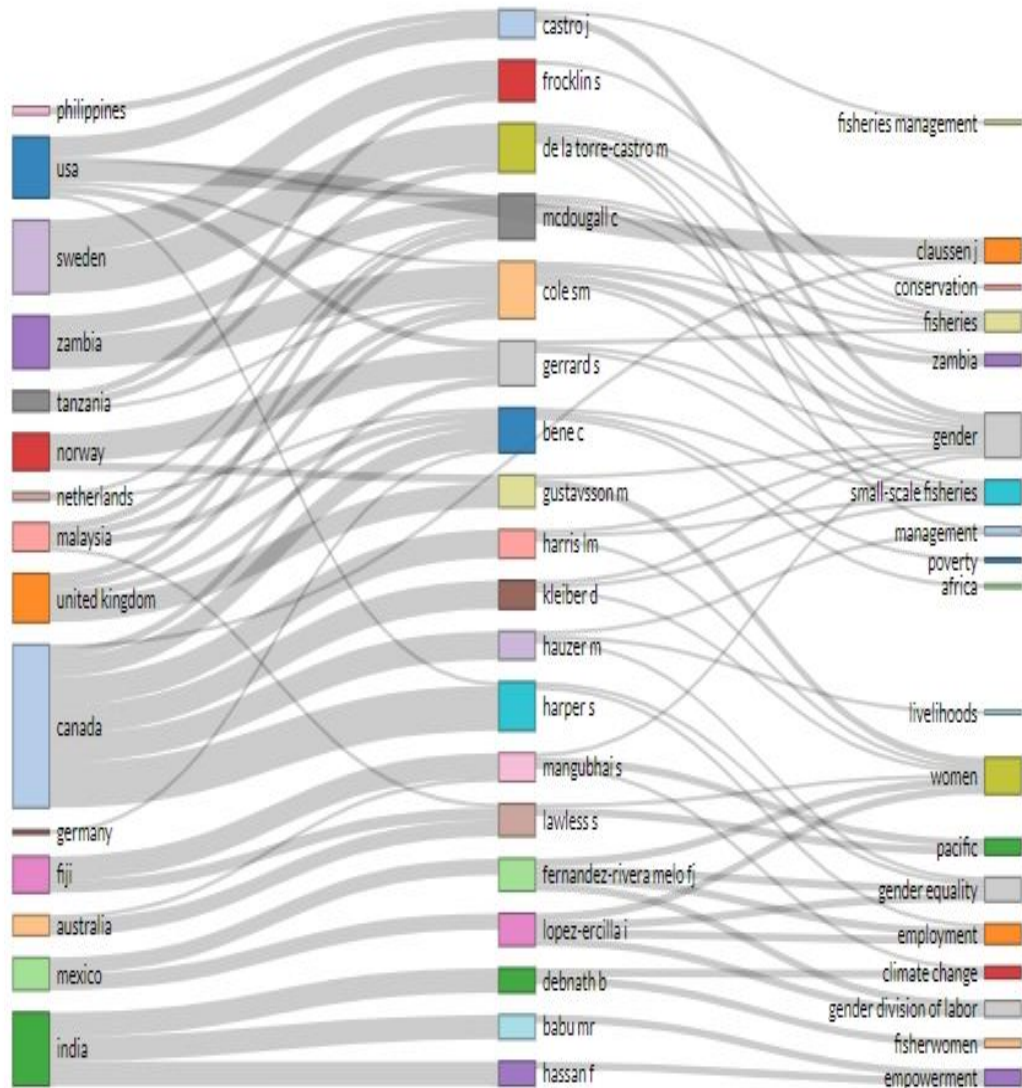 philippines
usa
sweden
zambia
tanzania
norway
netherlands
malaysia
united kingdom
canada
germany
fiji
australia
mexico
india
castro j
frocklin s
de la torre-castro m
mcdougall c
cole sm
gerrard s
bene c
gustavsson m
harris lm
kleiber d
hauzer m
harper s
mangubhai s
lawless s
fernandez-rivera melo fj
lopez-ercilla i
debnath b
babu mr
hassan f
fisheries management
claussen j
conservation
fisheries
zambia
gender
small-scale fisheries
management
poverty
africa
livelihoods
women
pacific
gender equality
employment
climate change
gender division of labor
fisherwomen
empowerment